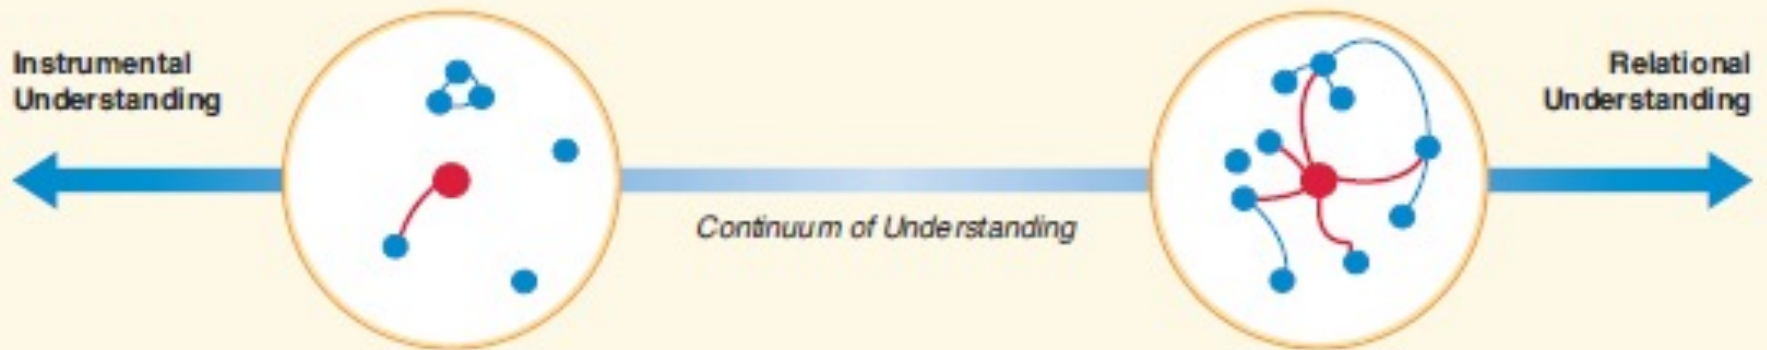 Instrumental
Understanding
Continuum of Understanding
Relational
Understanding